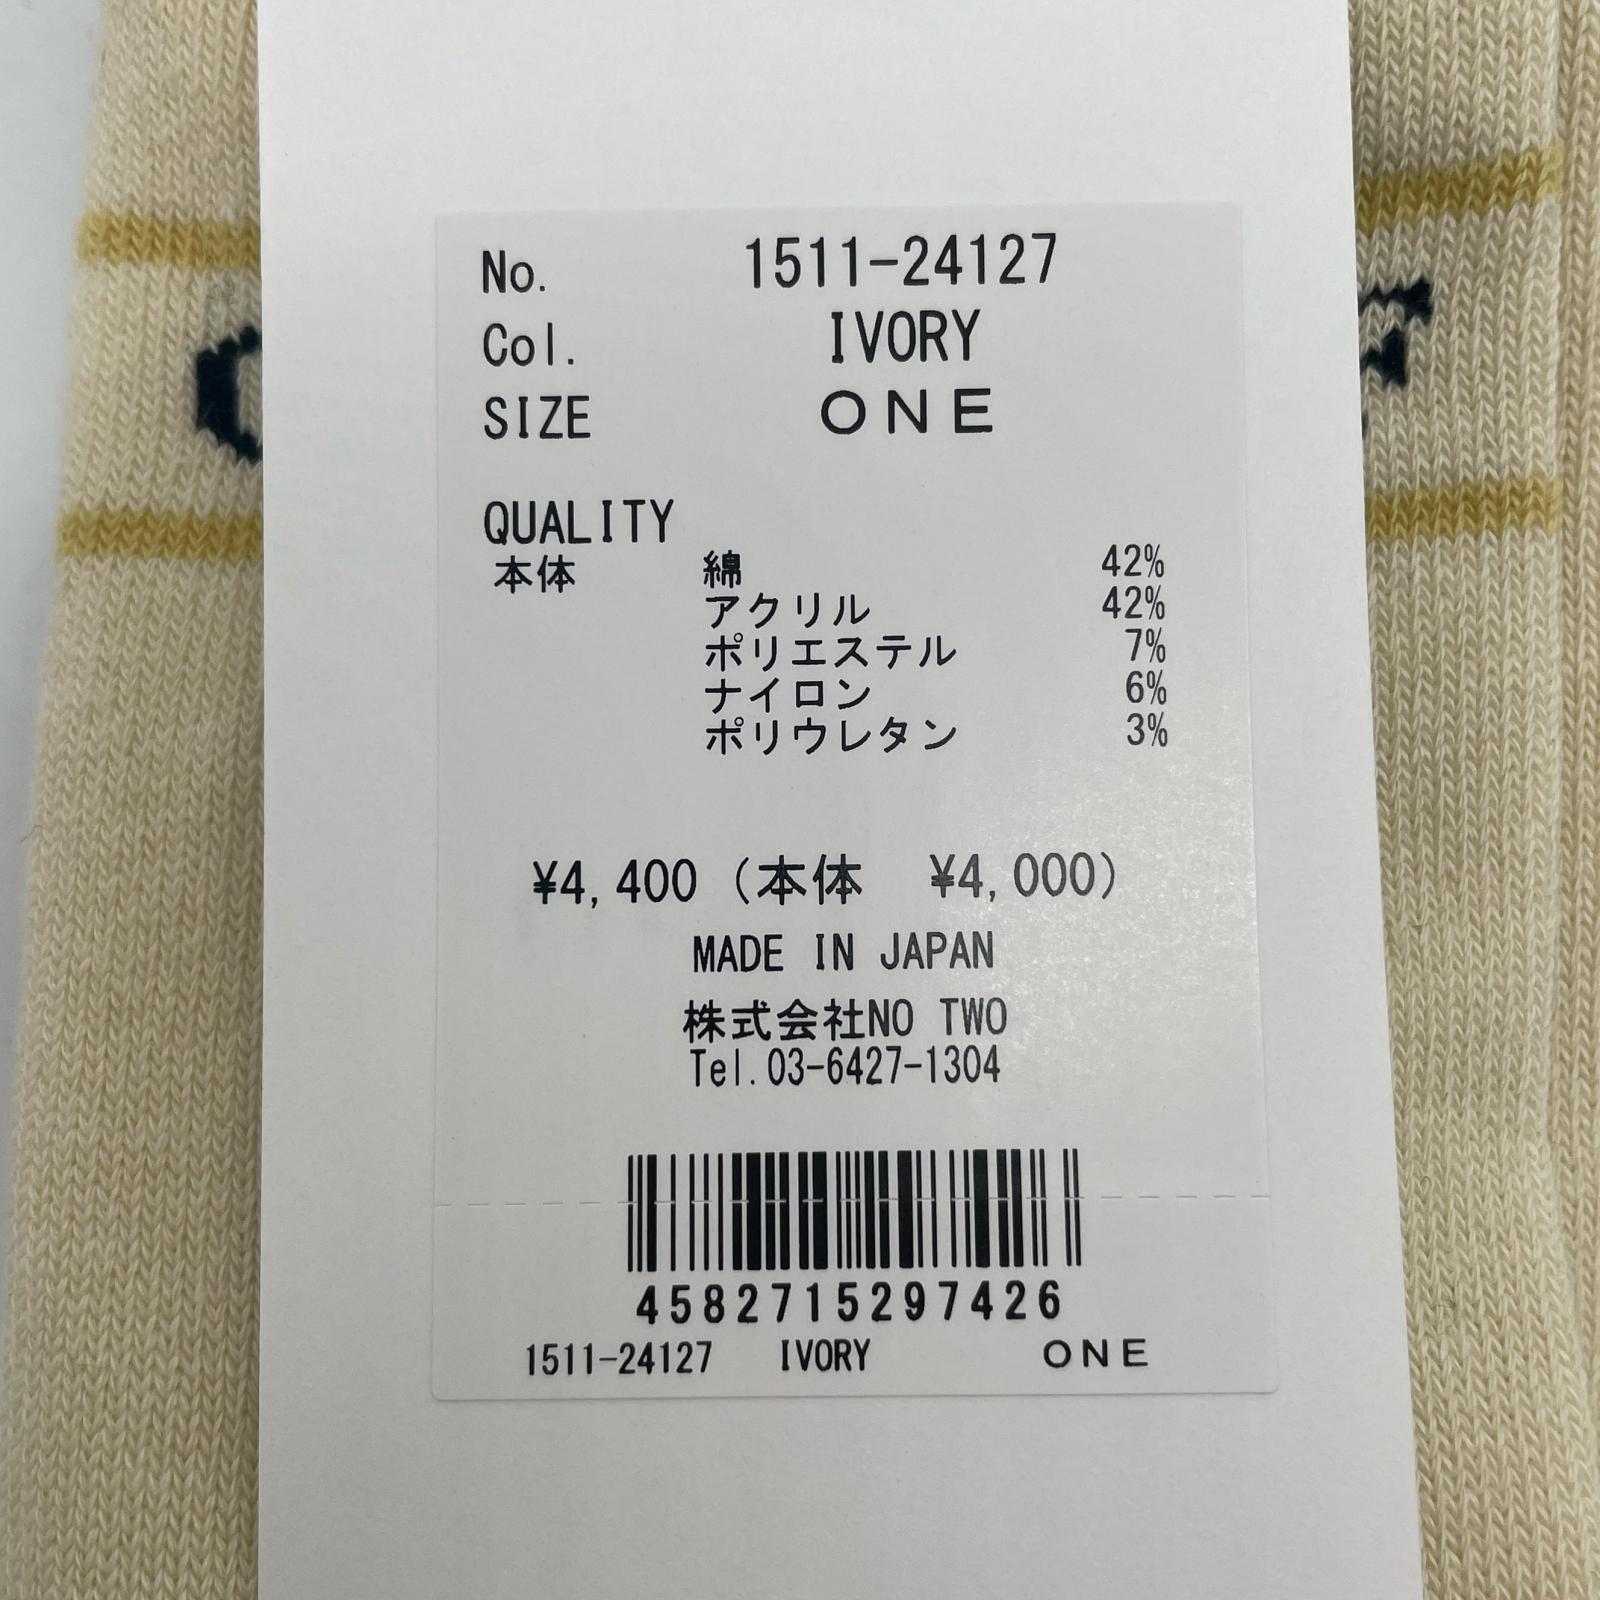 No. 1511-24127
Col. IVORY
SIZE ONE
QUALITY
本体 綿 42%
アクリル 42%
ポリエステル 7%
ナイロン 6%
ポリウレタン 3%
¥4,400 (本体 ¥4,000)
MADE IN JAPAN
株式会社NO TWO
Tel.03-6427-1304
4582715297426
1511-24127 IVORY ONE